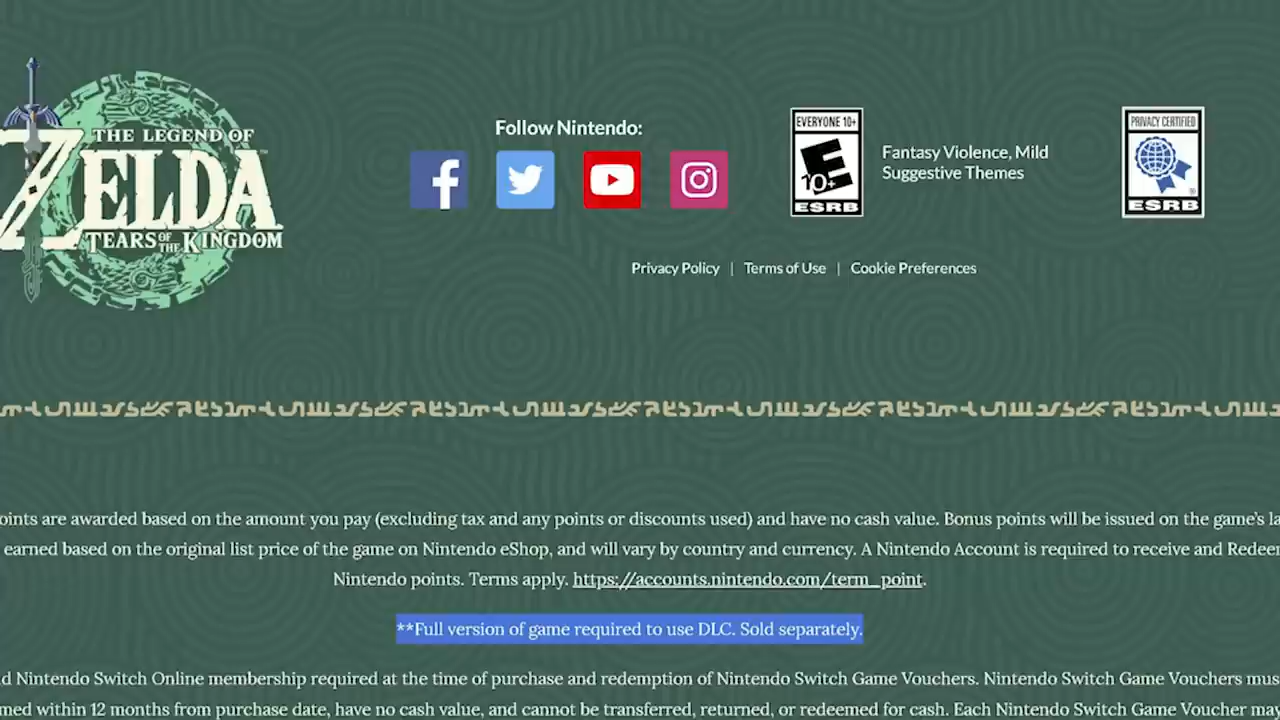 THE LEGEND OF
ZELDA
TEARS OF THE KINGDOM
Follow Nintendo:
EVERYONE 10+
E
10+
ESRB
Fantasy Violence, Mild
Suggestive Themes
PRIVACY CERTIFIED
ESRB
Privacy Policy | Terms of Use | Cookie Preferences
oints are awarded based on the amount you pay (excluding tax and any points or discounts used) and have no cash value. Bonus points will be issued on the game's la
earned based on the original list price of the game on Nintendo eShop, and will vary by country and currency. A Nintendo Account is required to receive and Redeem
Nintendo points. Terms apply. https://accounts.nintendo.com/term_point.
**Full version of game required to use DLC. Sold separately.
d Nintendo Switch Online membership required at the time of purchase and redemption of Nintendo Switch Game Vouchers. Nintendo Switch Game Vouchers mus
med within 12 months from purchase date, have no cash value, and cannot be transferred, returned, or redeemed for cash. Each Nintendo Switch Game Voucher may